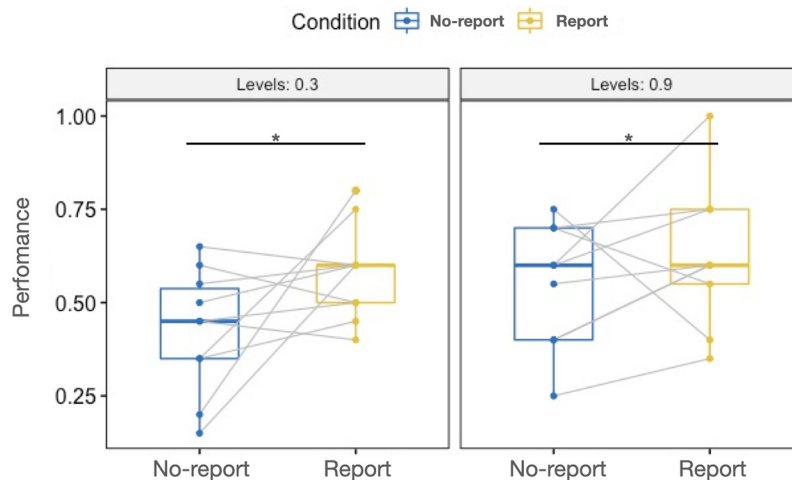 Condition No-report Report
Levels: 0.3 Levels: 0.9
* *
1.00
0.75
0.50
0.25
Perfomance
No-report Report No-report Report